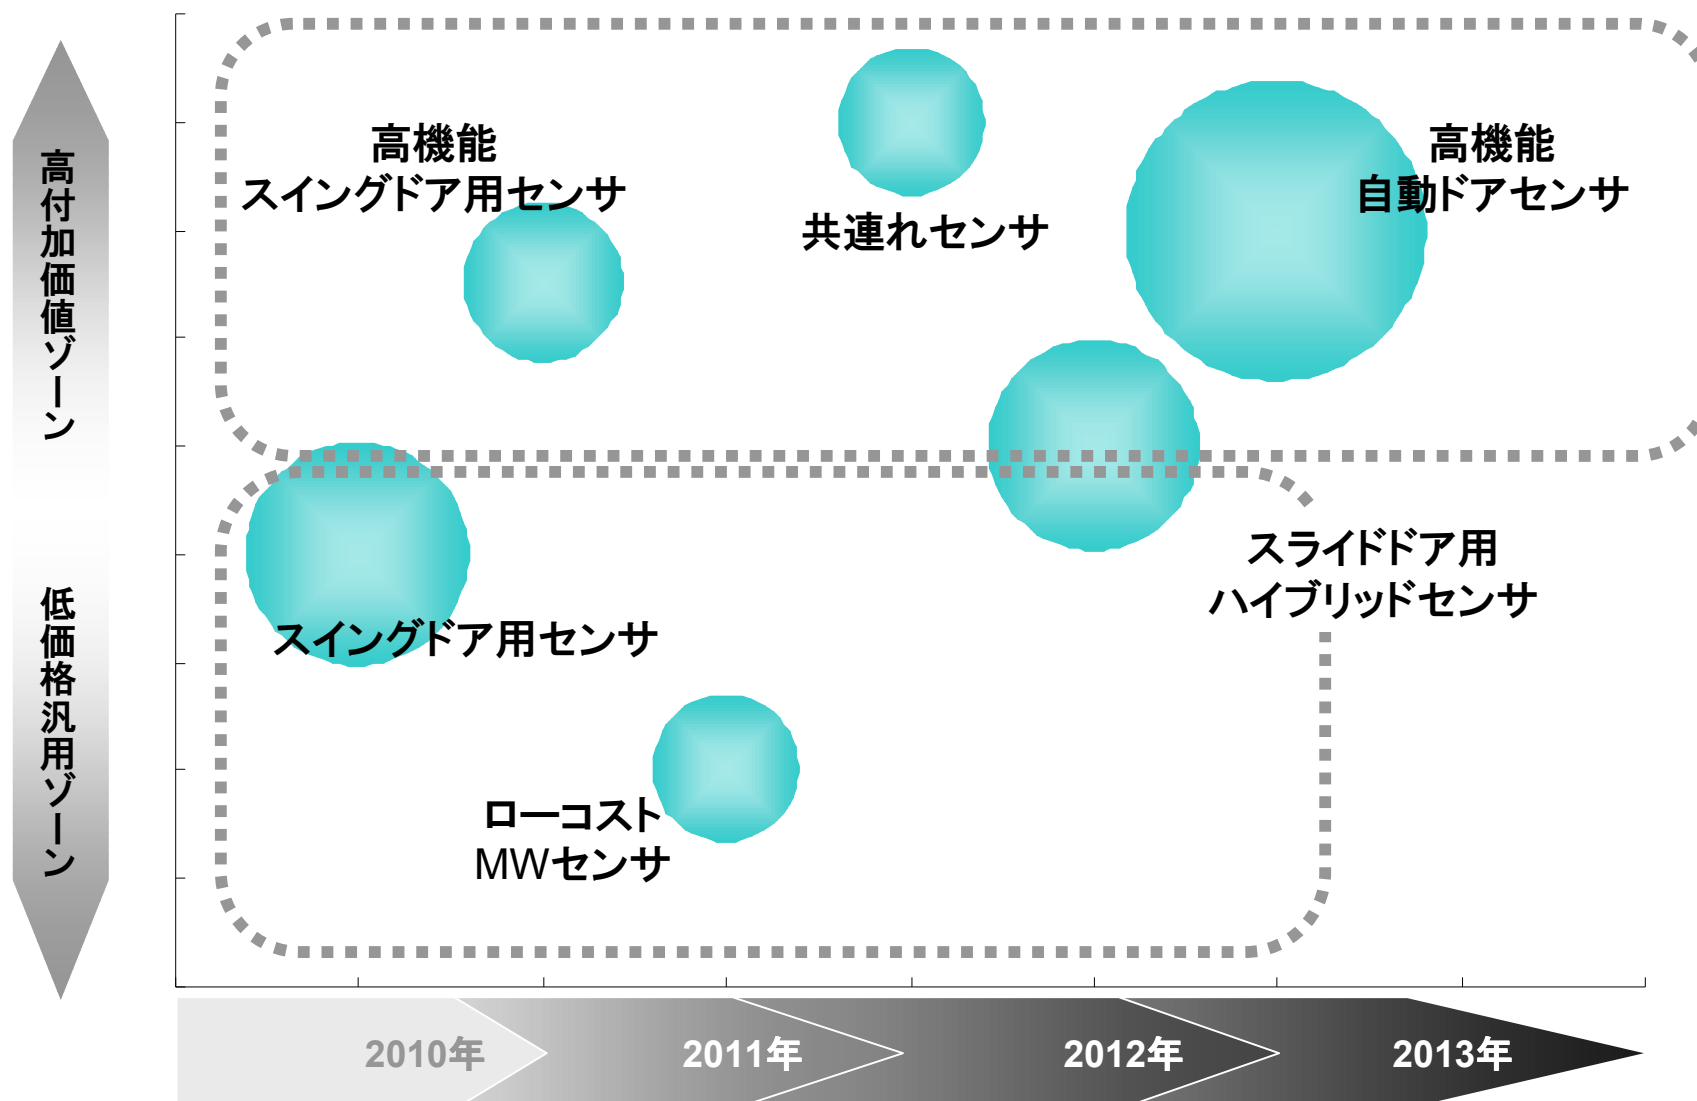 高付加価値ゾーン
低価格汎用ゾーン
高機能
スイングドア用センサ
共連れセンサ
高機能
自動ドアセンサ
スライドドア用
ハイブリッドセンサ
スイングドア用センサ
ローコスト
MWセンサ
2010年
2011年
2012年
2013年